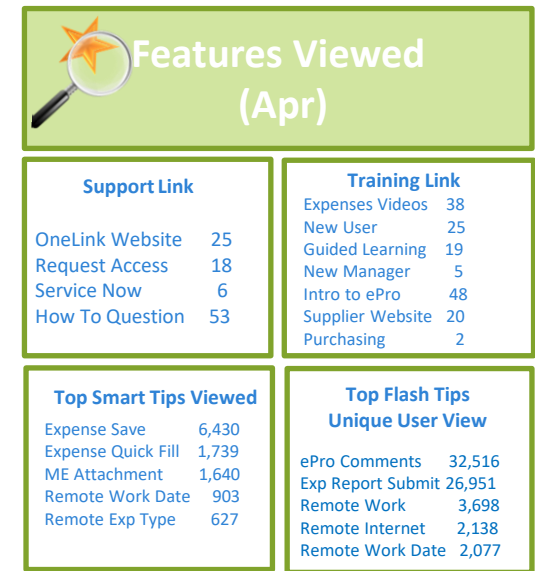 Features Viewed
(Apr)
Support Link
OneLink Website 25
Request Access 18
Service Now 6
How To Question 53
Training Link
Expenses Videos 38
New User 25
Guided Learning 19
New Manager 5
Intro to ePro 48
Supplier Website 20
Purchasing 2
Top Smart Tips Viewed
Expense Save 6,430
Expense Quick Fill 1,739
ME Attachment 1,640
Remote Work Date 903
Remote Exp Type 627
Top Flash Tips
Unique User View
ePro Comments 32,516
Exp Report Submit 26,951
Remote Work 3,698
Remote Internet 2,138
Remote Work Date 2,077